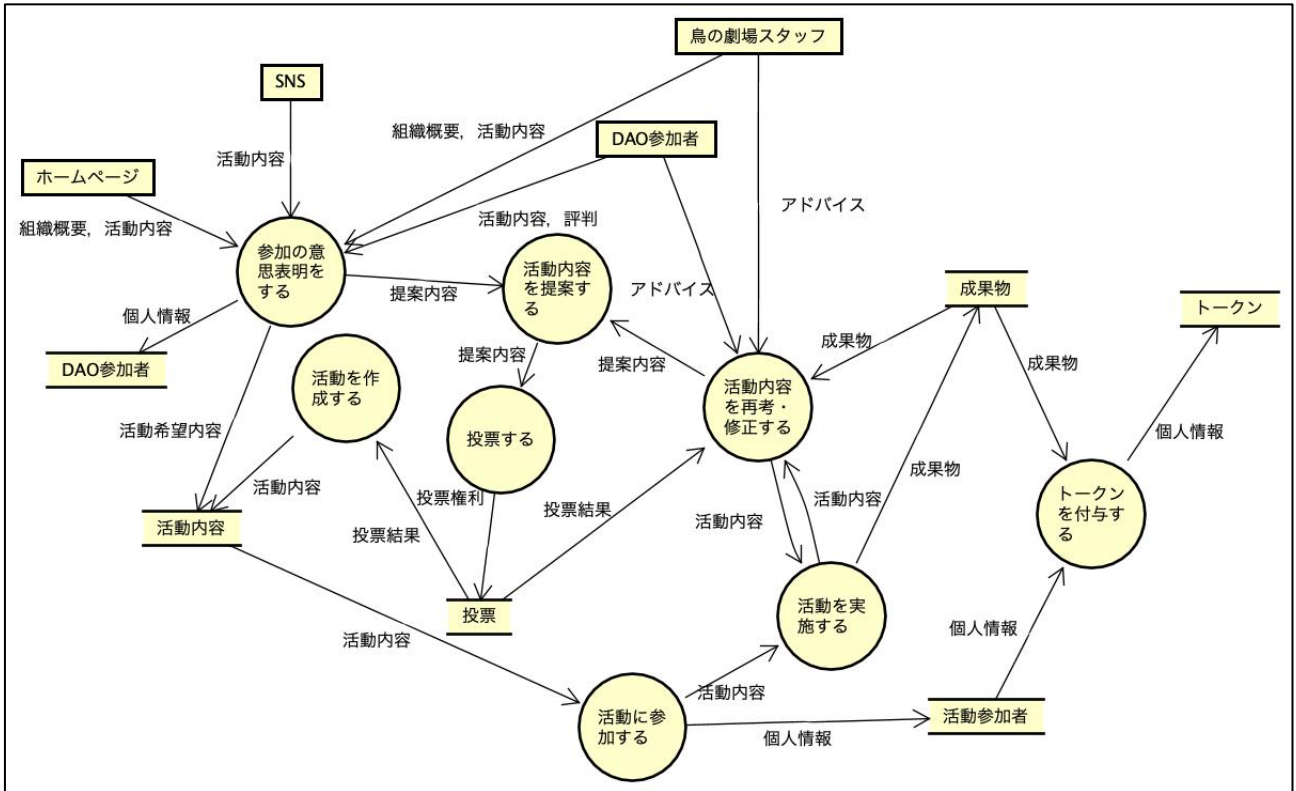 鳥の劇場スタッフ
SNS
組織概要，活動内容
DAO参加者
活動内容
ホームページ
アドバイス
組織概要，活動内容
活動内容，評判
参加の意
思表明を
する
活動内容
を提案す
る
提案内容
アドバイス
成果物
トークン
個人情報
DAO参加者
提案内容
提案内容
成果物
成果物
活動を作
成する
活動内容
を再考・
修正する
投票する
活動希望内容
個人情報
成果物
活動内容
投票権利
活動内容
投票結果
活動内容
トークン
を付与す
る
活動内容
投票結果
投票
活動を実
施する
活動内容
個人情報
活動内容
活動に参
加する
活動参加者
個人情報